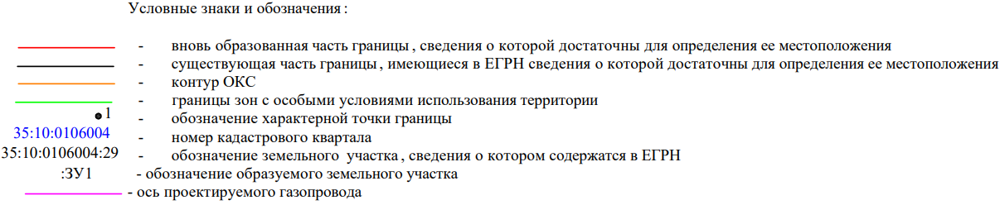 Условные знаки и обозначения:
- вновь образованная часть границы, сведения о которой достаточны для определения ее местоположения
- существующая часть границы, имеющиеся в ЕГРН сведения о которой достаточны для определения ее местоположения
- контур ОКС
- границы зон с особыми условиями использования территории
1 - обозначение характерной точки границы
35:10:0106004 - номер кадастрового квартала
35:10:0106004:29 - обозначение земельного участка, сведения о котором содержатся в ЕГРН
:ЗУ1 - обозначение образуемого земельного участка
- ось проектируемого газопровода